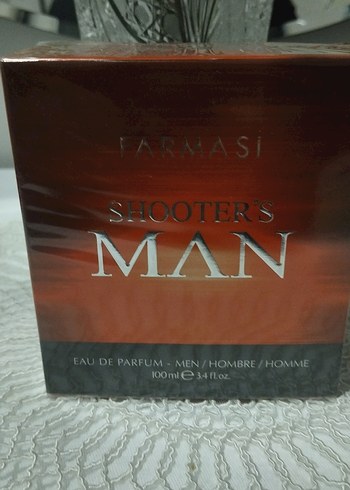 FARMASİ
SHOOTER'S
MAN
EAU DE PARFUM - MEN / HOMBRE / HOMME
100 ml ℮ 3.4 fl.oz.